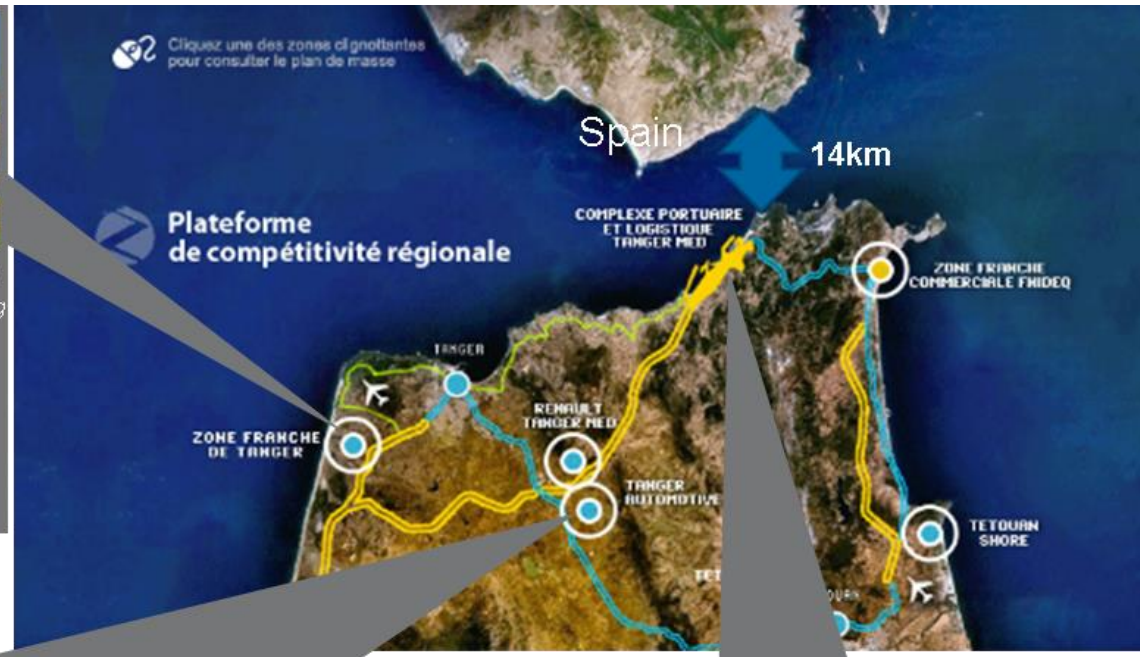 Cliquez une des zones clignotantes
pour consulter le plan de masse
Spain
14km
Plateforme
de compétitivité régionale
COMPLEXE PORTUAIRE
ET LOGISTIQUE
TANGER MED
ZONE FRANCHE
COMMERCIALE FNIDEQ
TANGER
RENAULT
TANGER MED
ZONE FRANCHE
DE TANGER
TANGER
AUTOMOTIVE
TETOUAN
SHORE